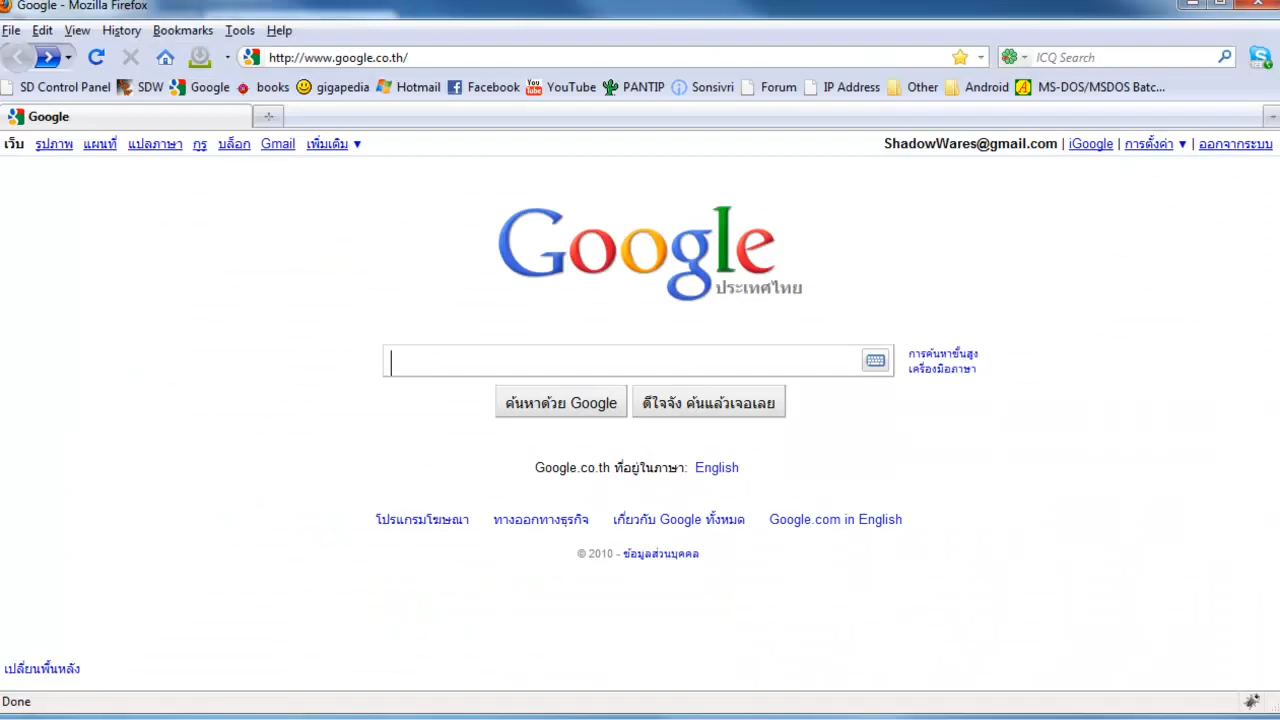 Google - Mozilla Firefox
File Edit View History Bookmarks Tools Help
http://www.google.co.th/ ICQ Search
SD Control Panel SDW Google books gigapedia Hotmail Facebook YouTube PANTIP Sonsivri Forum IP Address Other Android MS-DOS/MSDOS Batc...
Google
เว็บ รูปภาพ แผนที่ แปลภาษา กูรู บล็อก Gmail เพิ่มเติม ▼ ShadowWares@gmail.com | iGoogle | การตั้งค่า ▼ | ออกจากระบบ
Google
ประเทศไทย
การค้นหาขั้นสูง
เครื่องมือภาษา
ค้นหาด้วย Google ดีใจจัง ค้นแล้วเจอเลย
Google.co.th ที่อยู่ในภาษา: English
โปรแกรมโฆษณา ทางออกทางธุรกิจ เกี่ยวกับ Google ทั้งหมด Google.com in English
© 2010 - ข้อมูลส่วนบุคคล
เปลี่ยนพื้นหลัง
Done